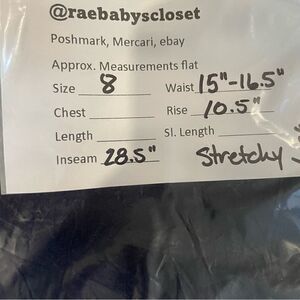 @raebabyscloset
Poshmark, Mercari, ebay
Approx. Measurements flat
Size 8 Waist 15"-16.5"
Chest Rise 10.5"
Length Sl. Length
Inseam 28.5" Stretchy